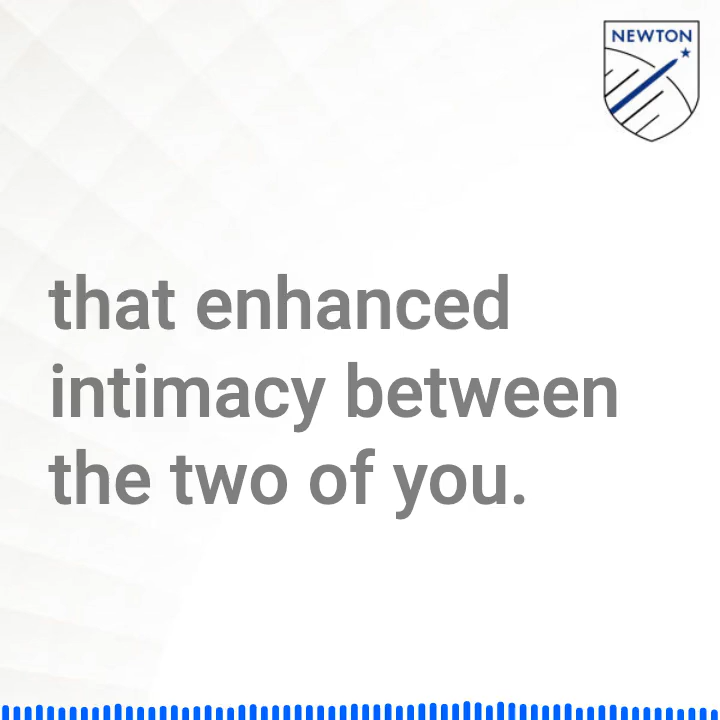 NEWTON
that enhanced
intimacy between
the two of you.